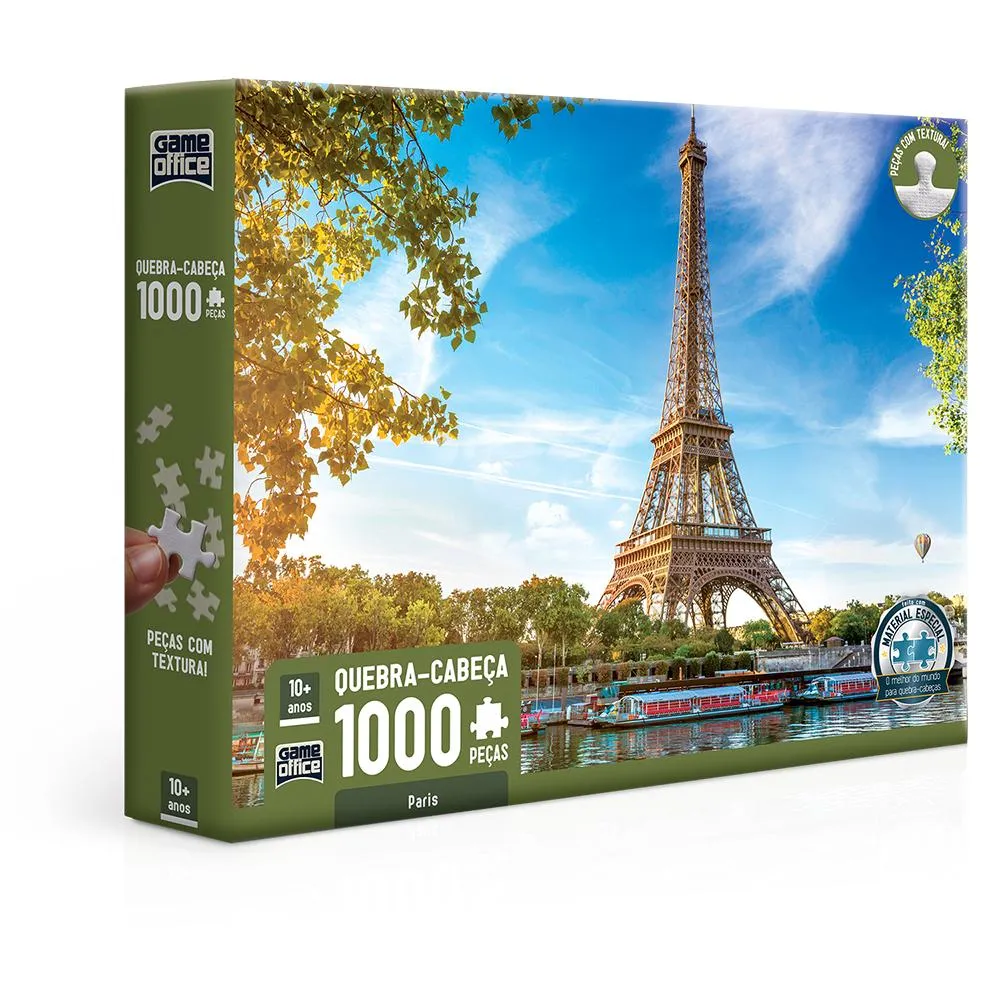 Game
Office
QUEBRA-CABEÇA
1000
PEÇAS
PEÇAS COM
TEXTURA!
10+
anos
PEÇAS COM TEXTURA!
feito com
MATERIAL ESPECIAL
O melhor do mundo
para quebra-cabeças
10+
anos
Game
Office
QUEBRA-CABEÇA
1000
PEÇAS
Paris